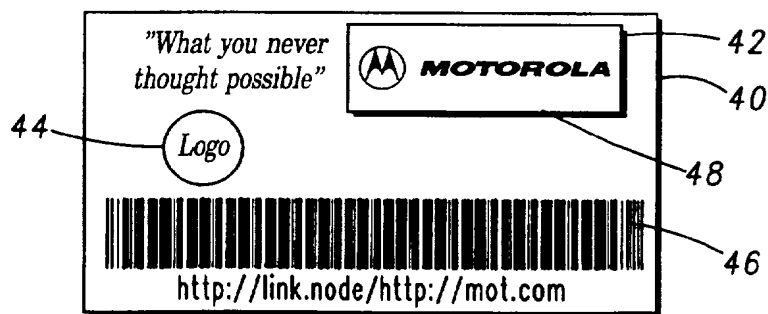 "What you never
thought possible"
MOTOROLA
42
40
44
Logo
48
46
http://link.node/http://mot.com